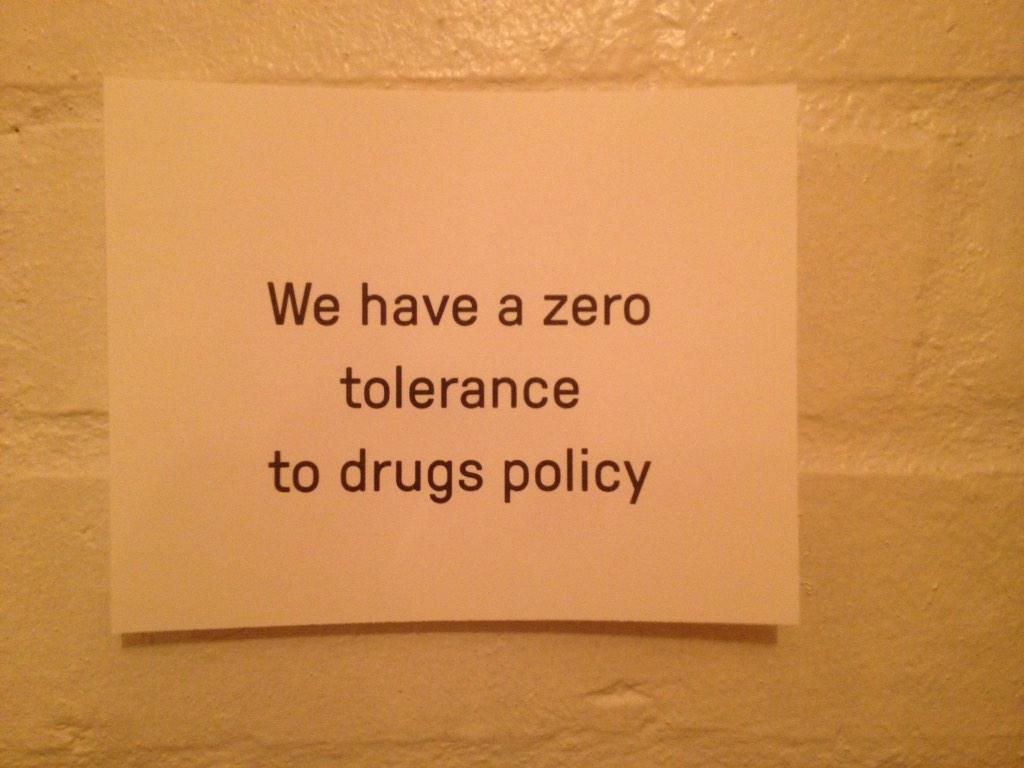 We have a zero
tolerance
to drugs policy